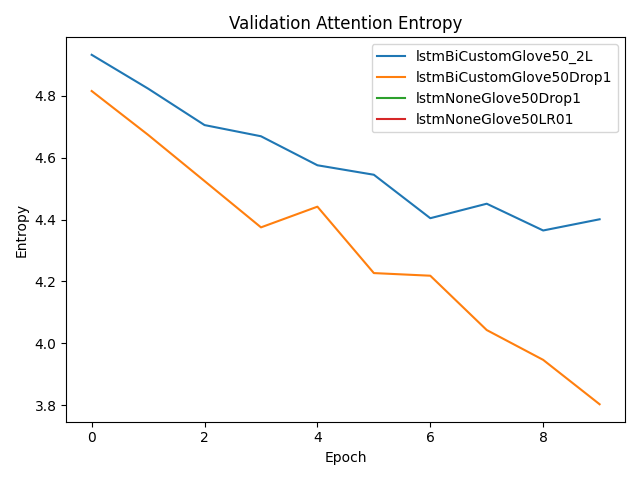 Validation Attention Entropy
lstmBiCustomGlove50_2L
lstmBiCustomGlove50Drop1
lstmNoneGlove50Drop1
lstmNoneGlove50LR01
Entropy
4.8
4.6
4.4
4.2
4.0
3.8
0 2 4 6 8
Epoch